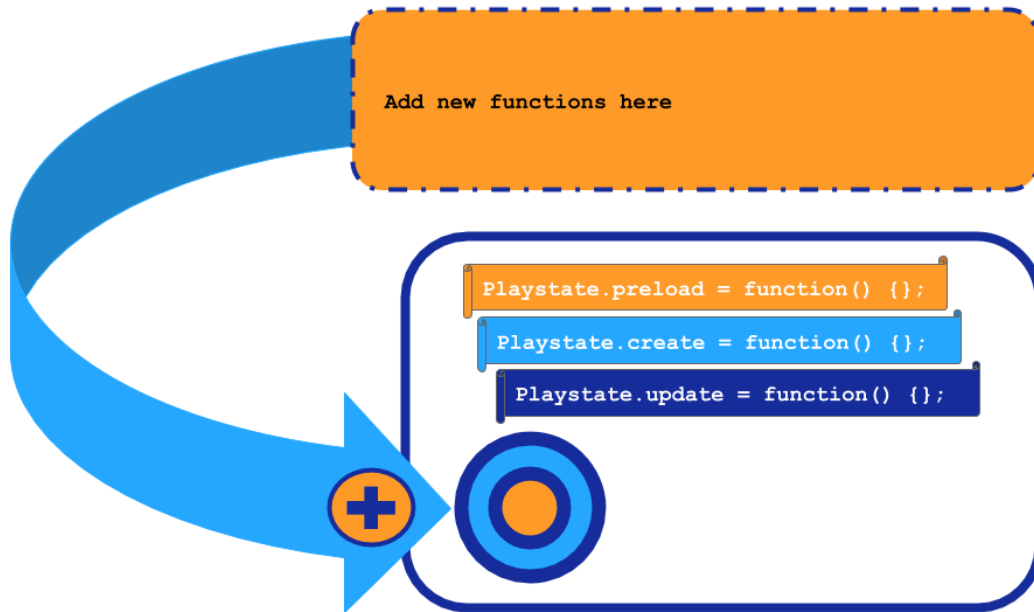 Add new functions here
Playstate.preload = function() {};
Playstate.create = function() {};
Playstate.update = function() {};